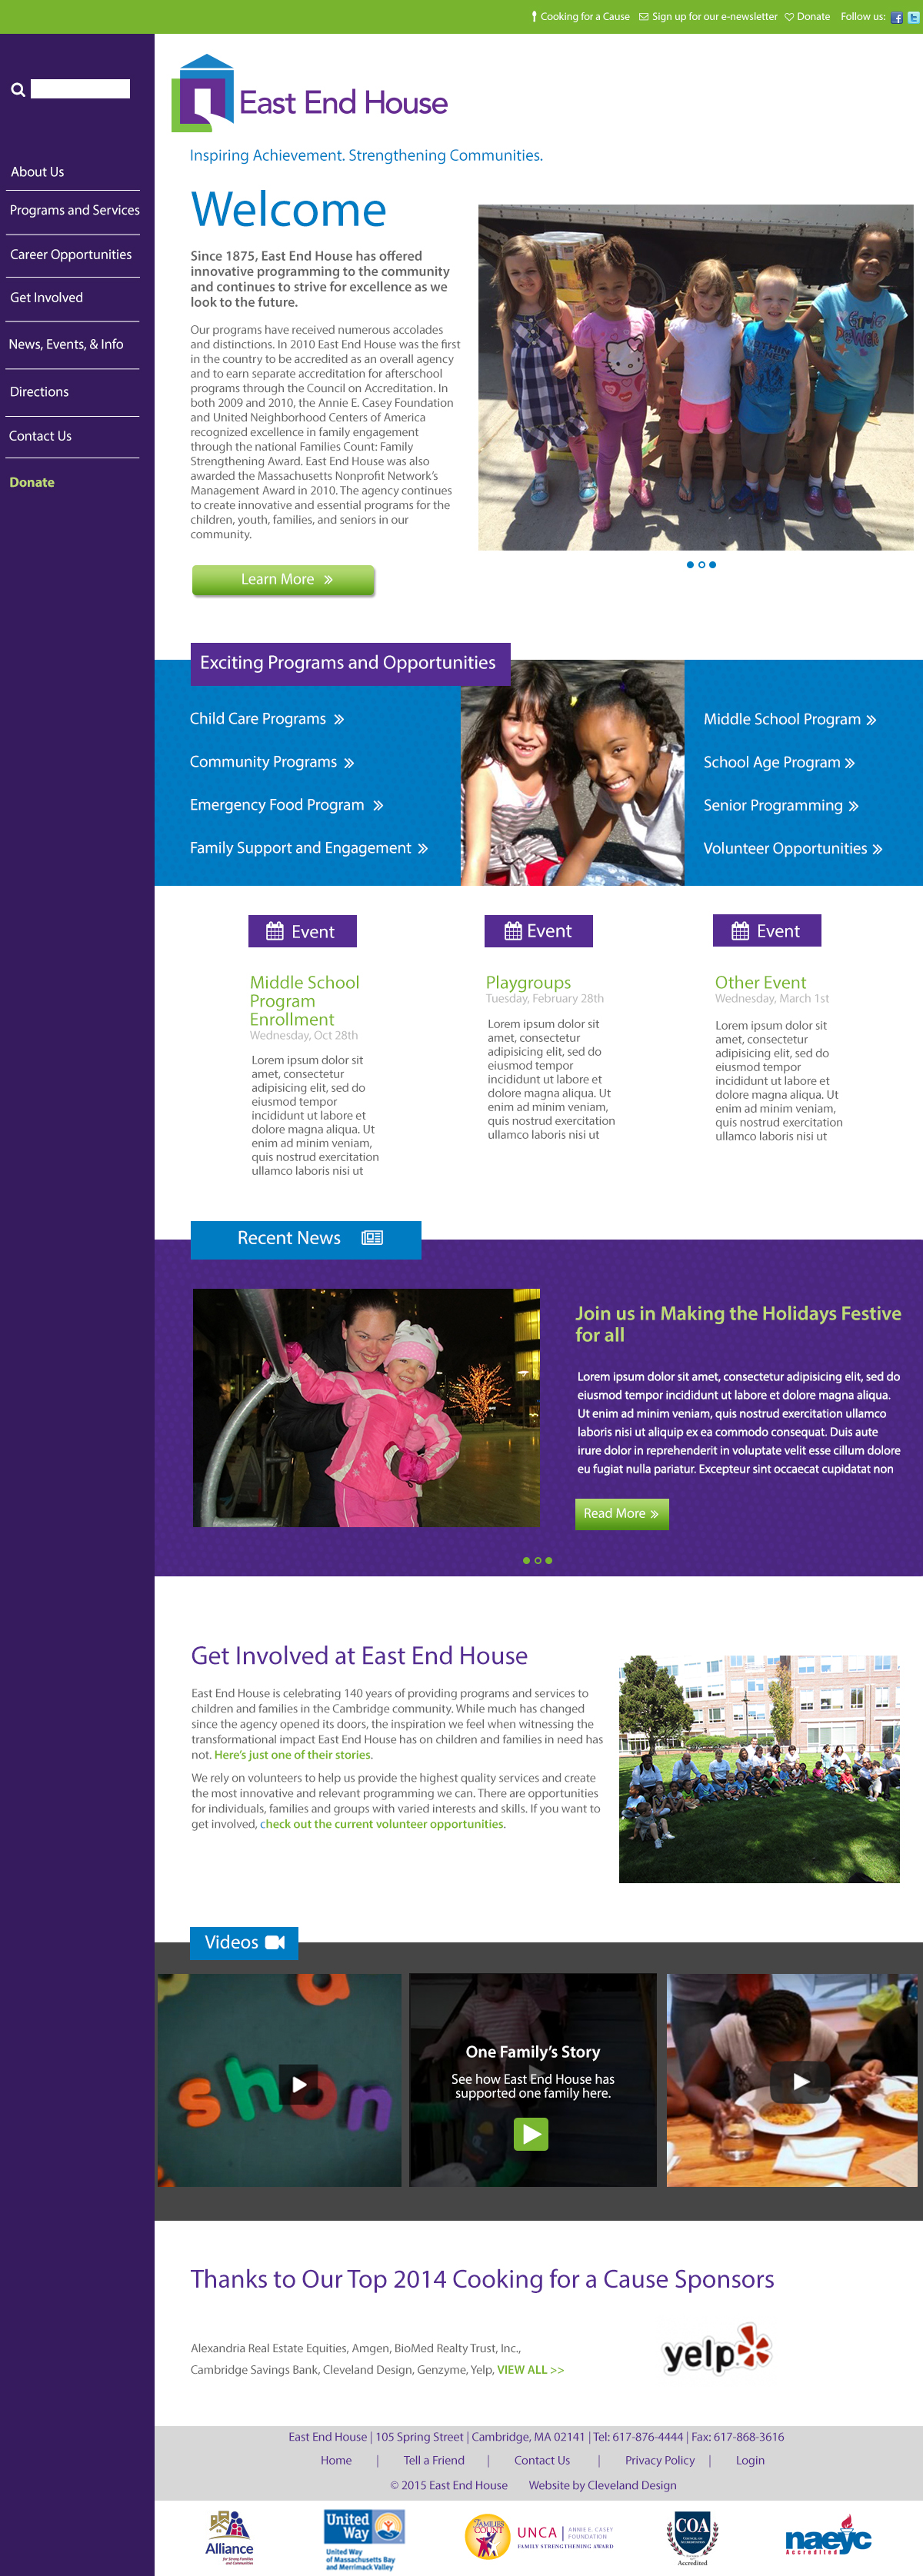 Cooking for a Cause Sign up for our e-newsletter Donate Follow us:
About Us
Programs and Services
Career Opportunities
Get Involved
News, Events, & Info
Directions
Contact Us
Donate
East End House
Inspiring Achievement. Strengthening Communities.
Welcome
Since 1875, East End House has offered
innovative programming to the community
and continues to strive for excellence as we
look to the future.
Our programs have received numerous accolades
and distinctions. In 2010 East End House was the first
in the country to be accredited as an overall agency
and to earn separate accreditation for afterschool
programs through the Council on Accreditation. In
both 2009 and 2010, the Annie E. Casey Foundation
and United Neighborhood Centers of America
recognized excellence in family engagement
through the national Families Count: Family
Strengthening Award. East End House was also
awarded the Massachusetts Nonprofit Network's
Management Award in 2010. The agency continues
to create innovative and essential programs for the
children, youth, families, and seniors in our
community.
Learn More »
Exciting Programs and Opportunities
Child Care Programs »
Community Programs »
Emergency Food Program »
Family Support and Engagement »
Middle School Program »
School Age Program »
Senior Programming »
Volunteer Opportunities »
Event
Middle School
Program
Enrollment
Wednesday, Oct 28th
Lorem ipsum dolor sit
amet, consectetur
adipisicing elit, sed do
eiusmod tempor
incididunt ut labore et
dolore magna aliqua. Ut
enim ad minim veniam,
quis nostrud exercitation
ullamco laboris nisi ut
Event
Playgroups
Tuesday, February 28th
Lorem ipsum dolor sit
amet, consectetur
adipisicing elit, sed do
eiusmod tempor
incididunt ut labore et
dolore magna aliqua. Ut
enim ad minim veniam,
quis nostrud exercitation
ullamco laboris nisi ut
Event
Other Event
Wednesday, March 1st
Lorem ipsum dolor sit
amet, consectetur
adipisicing elit, sed do
eiusmod tempor
incididunt ut labore et
dolore magna aliqua. Ut
enim ad minim veniam,
quis nostrud exercitation
ullamco laboris nisi ut
Recent News
Join us in Making the Holidays Festive
for all
Lorem ipsum dolor sit amet, consectetur adipisicing elit, sed do
eiusmod tempor incididunt ut labore et dolore magna aliqua.
Ut enim ad minim veniam, quis nostrud exercitation ullamco
laboris nisi ut aliquip ex ea commodo consequat. Duis aute
irure dolor in reprehenderit in voluptate velit esse cillum dolore
eu fugiat nulla pariatur. Excepteur sint occaecat cupidatat non
Read More »
Get Involved at East End House
East End House is celebrating 140 years of providing programs and services to
children and families in the Cambridge community. While much has changed
since the agency opened its doors, the inspiration we feel when witnessing the
transformational impact East End House has on children and families in need has
not. Here's just one of their stories.
We rely on volunteers to help us provide the highest quality services and create
the most innovative and relevant programming we can. There are opportunities
for individuals, families and groups with varied interests and skills. If you want to
get involved, check out the current volunteer opportunities.
Videos
shon
One Family's Story
See how East End House has
supported one family here.
Thanks to Our Top 2014 Cooking for a Cause Sponsors
Alexandria Real Estate Equities, Amgen, BioMed Realty Trust, Inc.,
Cambridge Savings Bank, Cleveland Design, Genzyme, Yelp, VIEW ALL >>
yelp
East End House | 105 Spring Street | Cambridge, MA 02141 | Tel: 617-876-4444 | Fax: 617-868-3616
Home | Tell a Friend | Contact Us | Privacy Policy | Login
© 2015 East End House Website by Cleveland Design
Alliance
for Strong Families
and Communities
United
Way
United Way
of Massachusetts Bay
and Merrimack Valley
FAMILIES
COUNT
UNCA | ANNIE E. CASEY
FOUNDATION
FAMILY STRENGTHENING AWARD
COA
Accredited
naeyc
Accredited